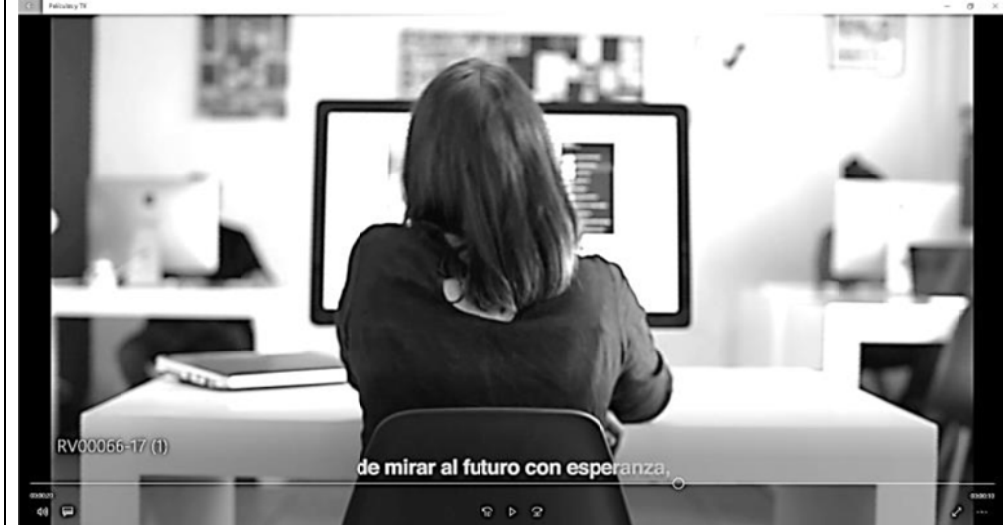 Películas y TV
RV00066-17 (1)
de mirar al futuro con esperanza,